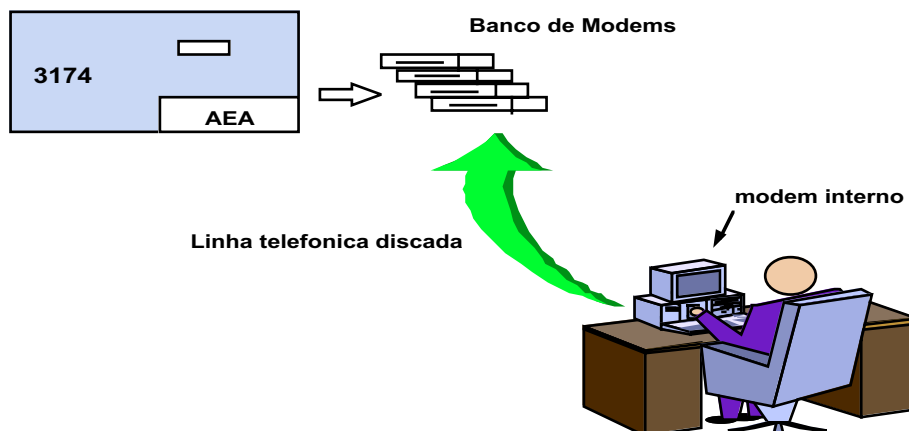 Banco de Modems
3174
AEA
modem interno
Linha telefonica discada